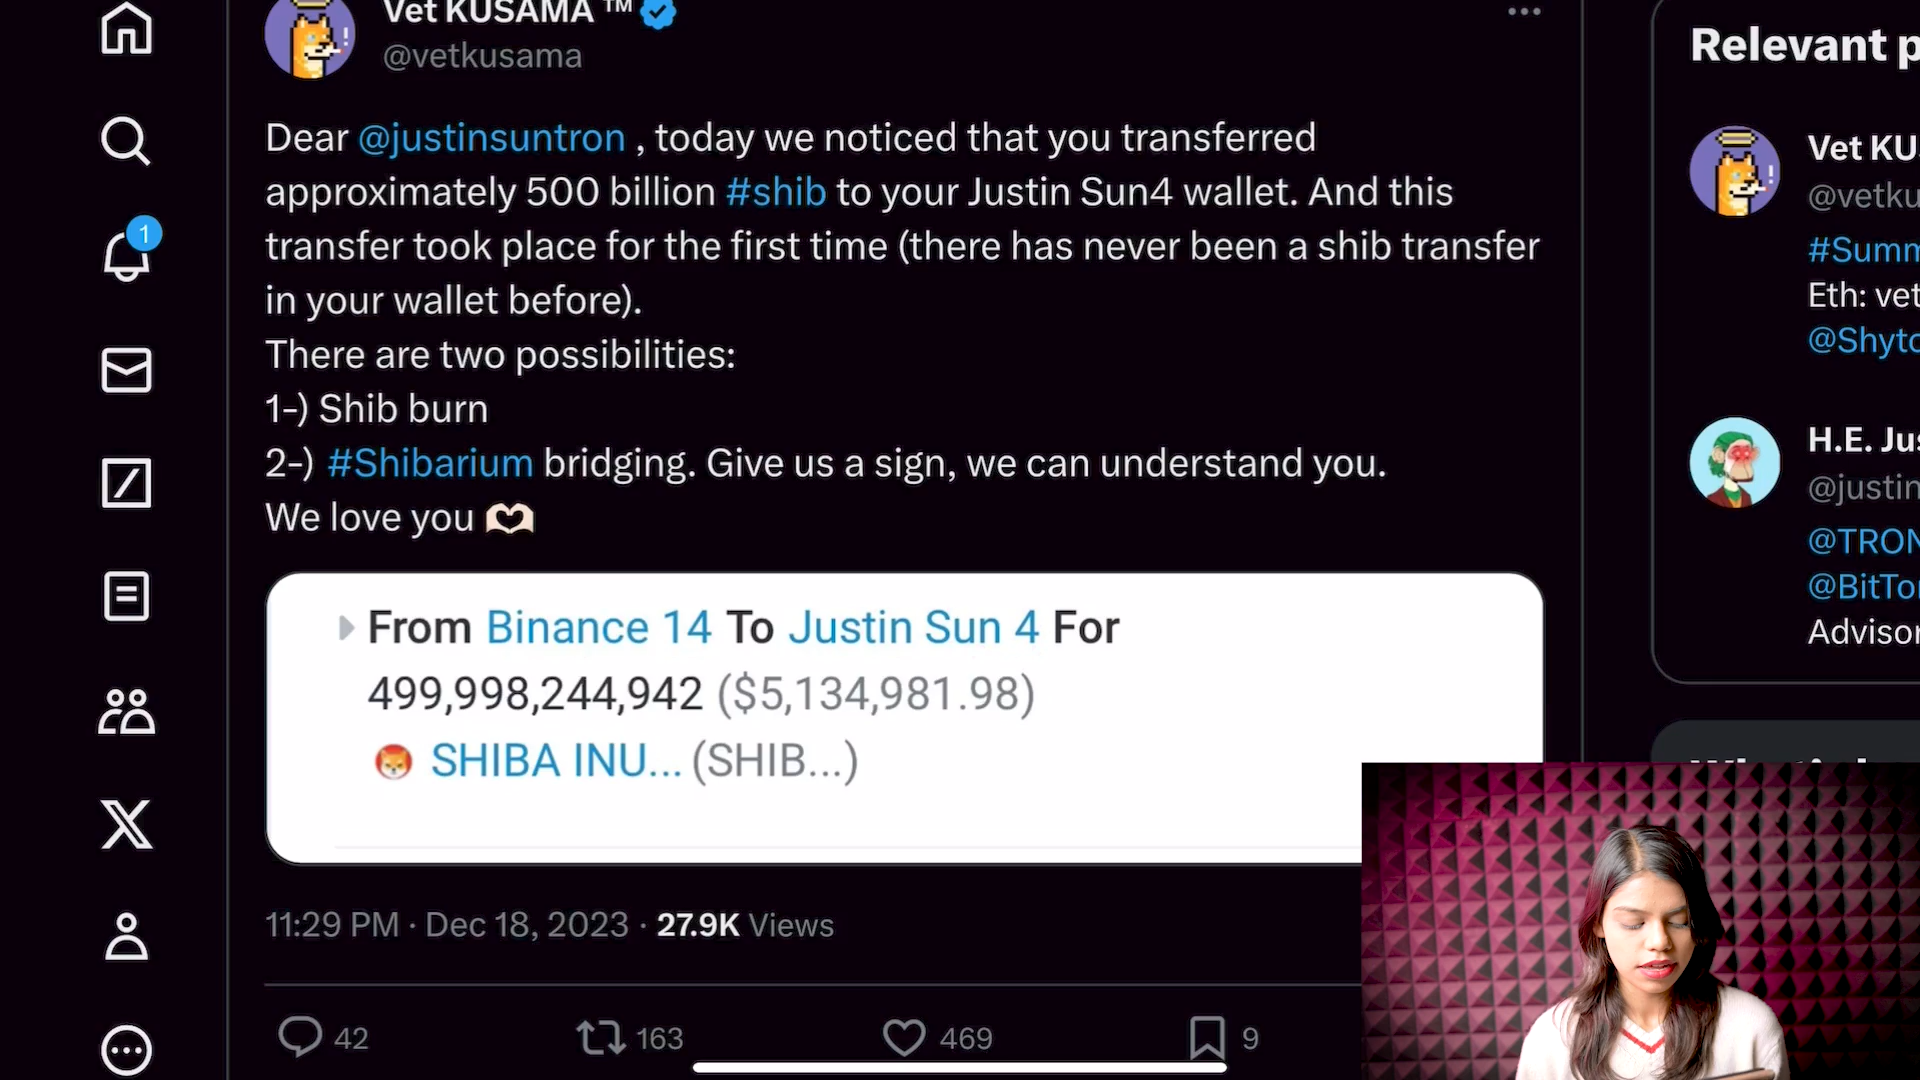 Vet KUSAMA ™
@vetkusama
Dear @justinsuntron , today we noticed that you transferred
approximately 500 billion #shib to your Justin Sun4 wallet. And this
transfer took place for the first time (there has never been a shib transfer
in your wallet before).
There are two possibilities:
1-) Shib burn
2-) #Shibarium bridging. Give us a sign, we can understand you.
We love you 🫶🏻
From Binance 14 To Justin Sun 4 For
499,998,244,942 ($5,134,981.98)
SHIBA INU... (SHIB...)
11:29 PM · Dec 18, 2023 · 27.9K Views
42 163 469 9
1
Relevant p
Vet KU
@vetku
#Summ
Eth: vet
@Shyto
H.E. Jus
@justin
@TRON
@BitTor
Advisor